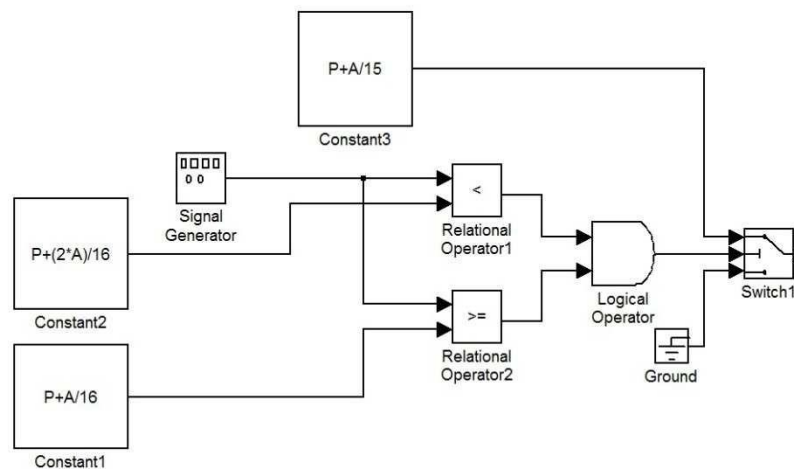 P+A/15
Constant3
Signal
Generator
<
Relational
Operator1
P+(2*A)/16
Constant2
Logical
Operator
Switch1
>=
Relational
Operator2
Ground
P+A/16
Constant1